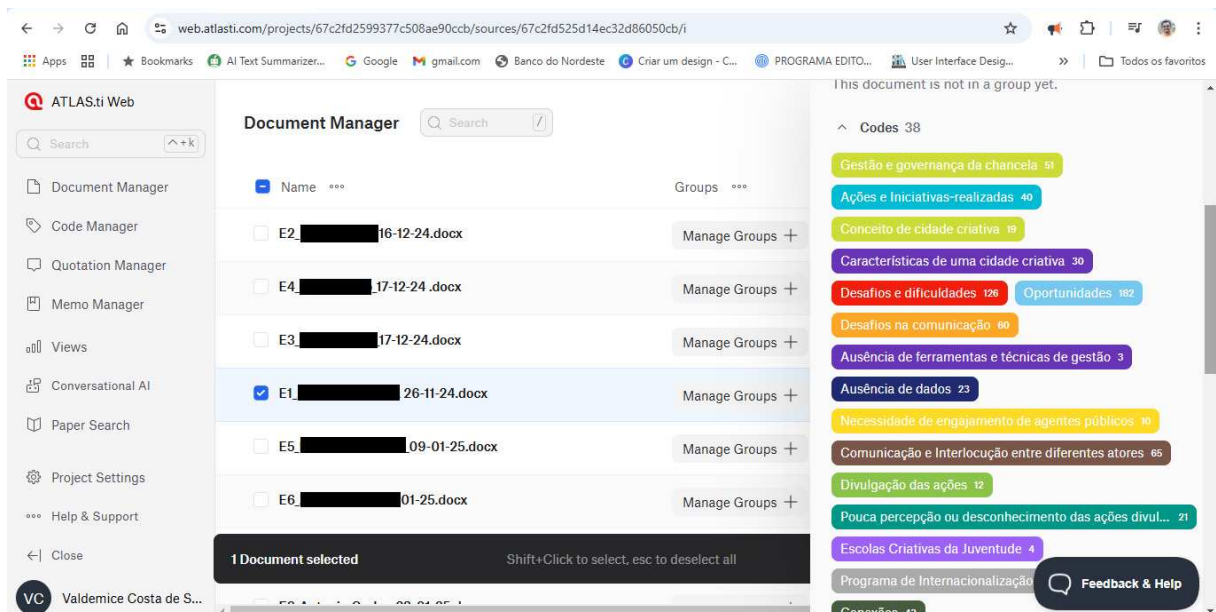 web.atlasti.com/projects/67c2fd2599377c508ae90ccb/sources/67c2fd525d14ec32d86050cb/i
Apps
Bookmarks
AI Text Summarizer...
Google
gmail.com
Banco do Nordeste
Criar um design - C...
PROGRAMA EDITO...
User Interface Desig...
»
Todos os favoritos
ATLAS.ti Web
Search ^+k
Document Manager
Code Manager
Quotation Manager
Memo Manager
Views
Conversational AI
Paper Search
Project Settings
Help & Support
Close
VC Valdemice Costa de S...
Document Manager
Search /
Name
Groups
E2_ 16-12-24.docx
Manage Groups +
E4_ _17-12-24 .docx
Manage Groups +
E3_ 17-12-24.docx
Manage Groups +
E1_ 26-11-24.docx
Manage Groups +
E5_ _09-01-25.docx
Manage Groups +
E6_ 01-25.docx
Manage Groups +
1 Document selected
Shift+Click to select, esc to deselect all
This document is not in a group yet.
Codes 38
Gestão e governança da chancela 51
Ações e Iniciativas-realizadas 40
Conceito de cidade criativa 19
Características de uma cidade criativa 30
Desafios e dificuldades 126
Oportunidades 182
Desafios na comunicação 60
Ausência de ferramentas e técnicas de gestão 3
Ausência de dados 23
Necessidade de engajamento de agentes públicos 10
Comunicação e Interlocução entre diferentes atores 65
Divulgação das ações 12
Pouca percepção ou desconhecimento das ações divul... 21
Escolas Criativas da Juventude 4
Programa de Internacionalização
Feedback & Help